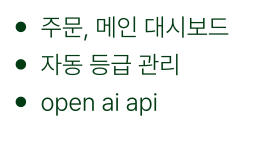 • 주문, 메인 대시보드
• 자동 등급 관리
• open ai api